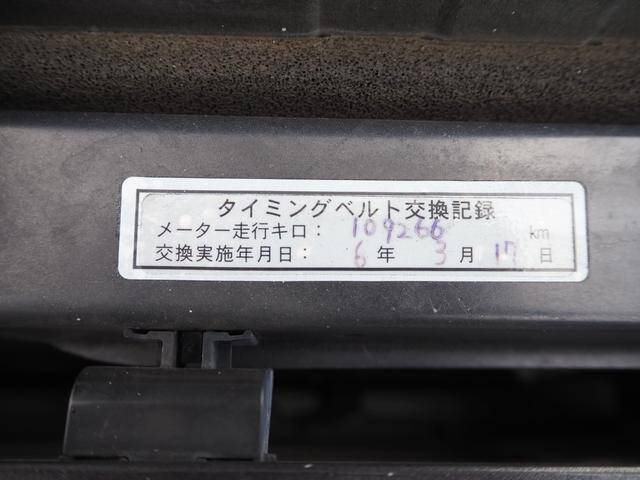 タイミングベルト交換記録
メーター走行キロ： 109266 km
交換実施年月日： 6 年 3 月 17 日